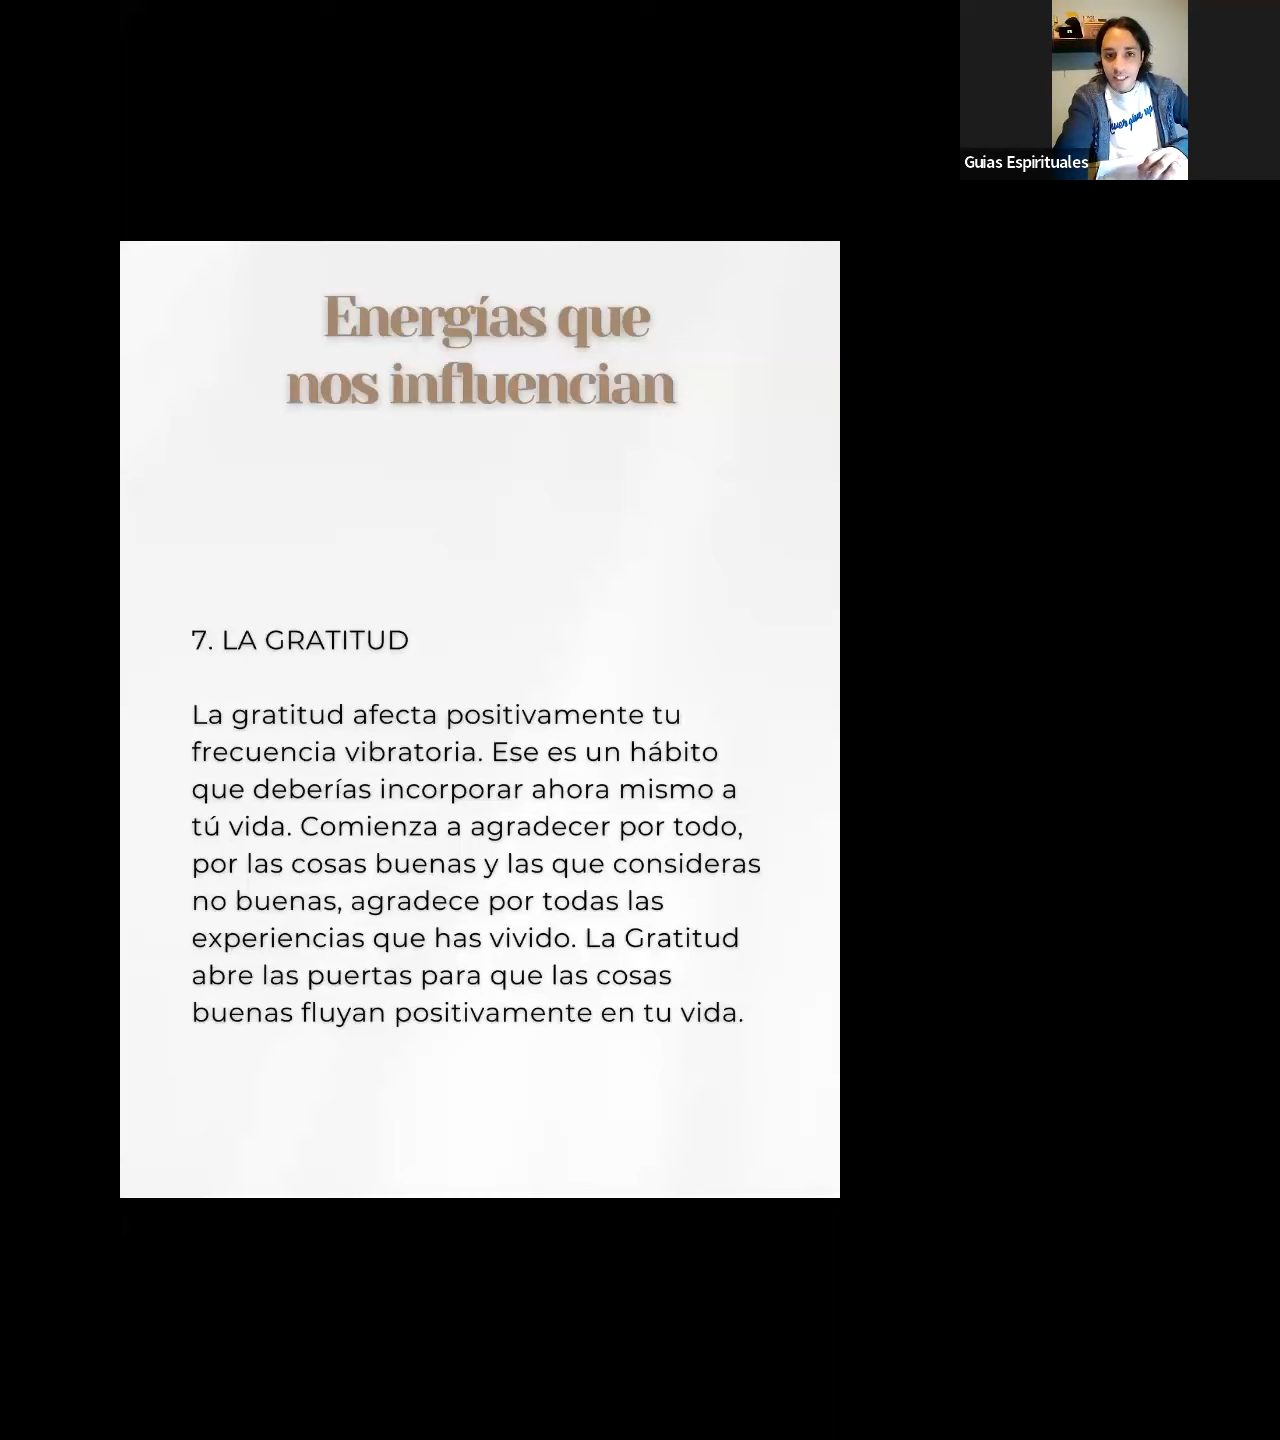 Guias Espirituales
Energías que
nos influencian
7. LA GRATITUD
La gratitud afecta positivamente tu
frecuencia vibratoria. Ese es un hábito
que deberías incorporar ahora mismo a
tú vida. Comienza a agradecer por todo,
por las cosas buenas y las que consideras
no buenas, agradece por todas las
experiencias que has vivido. La Gratitud
abre las puertas para que las cosas
buenas fluyan positivamente en tu vida.